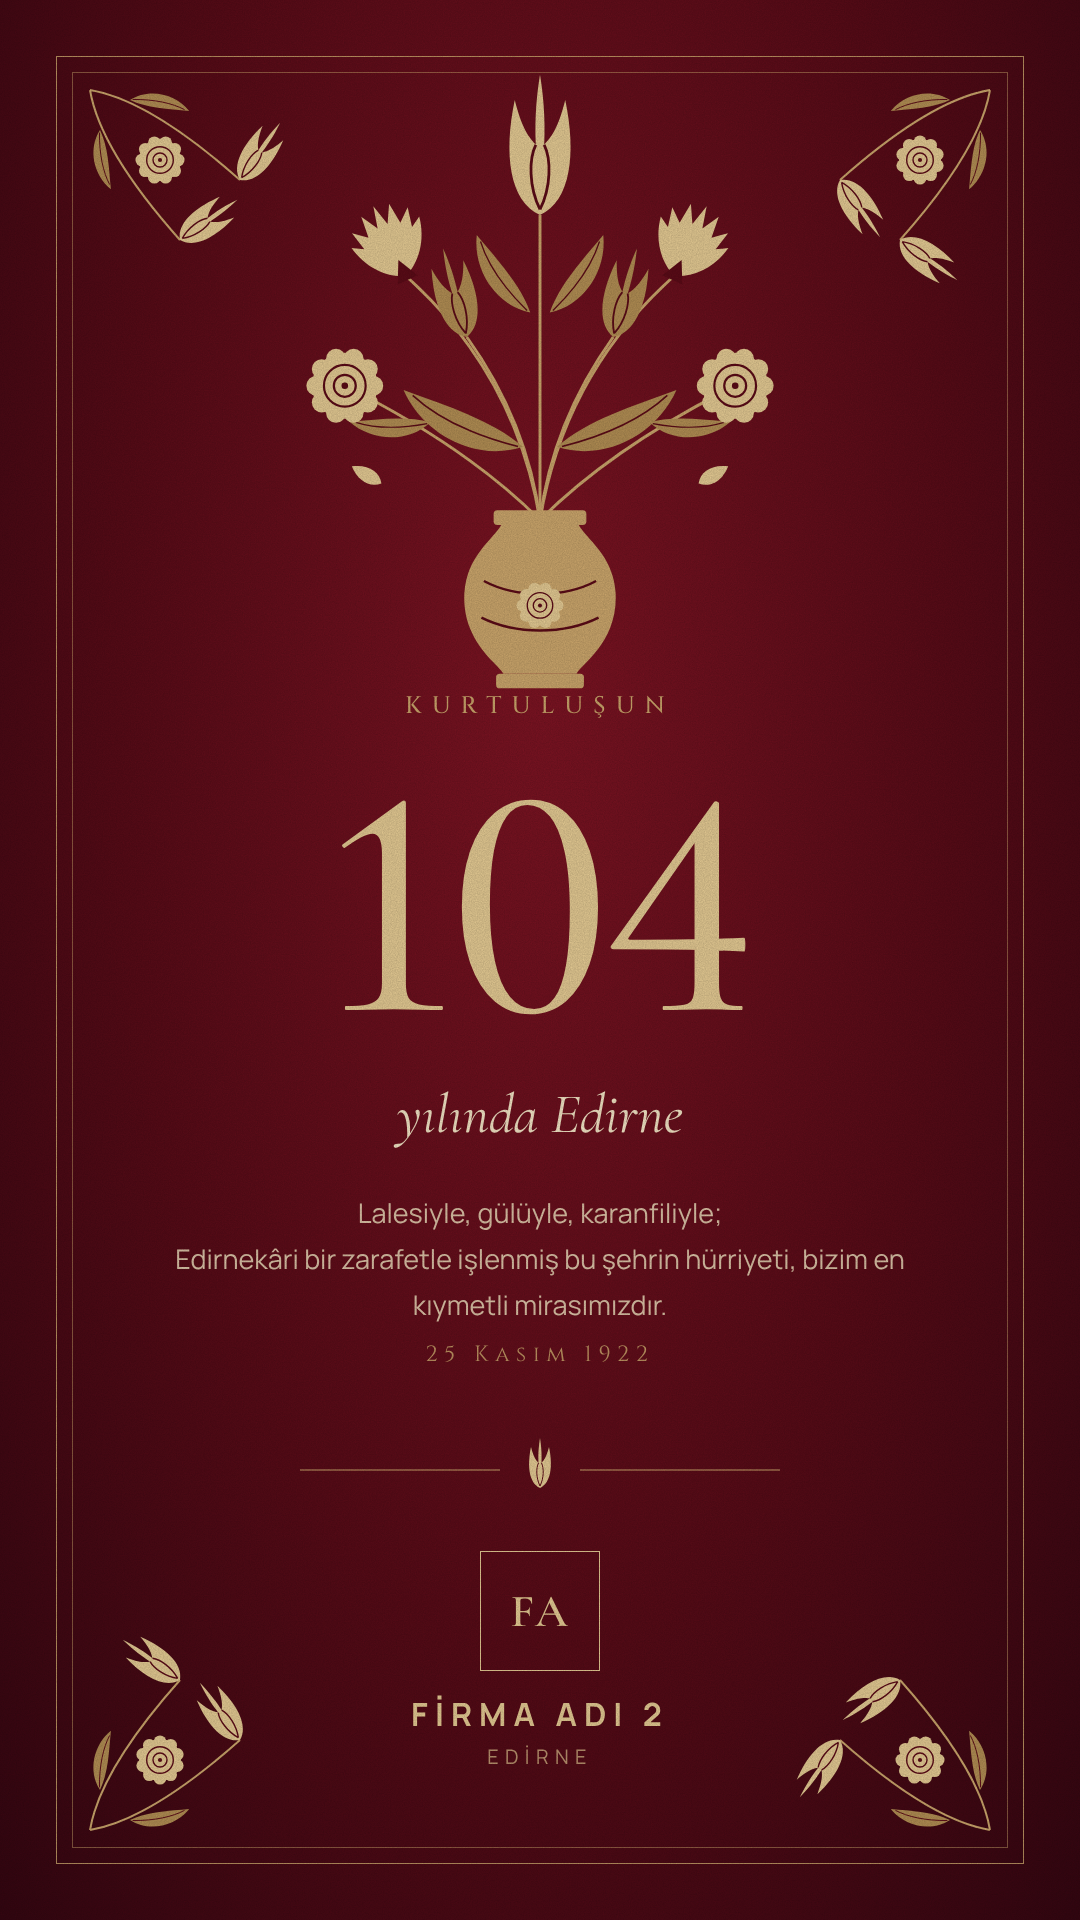 KURTULUŞUN
104
yılında Edirne
Lalesiyle, gülüyle, karanfiliyle;
Edirnekâri bir zarafetle işlenmiş bu şehrin hürriyeti, bizim en
kıymetli mirasımızdır.
25 Kasım 1922
FA
FİRMA ADI 2
EDİRNE